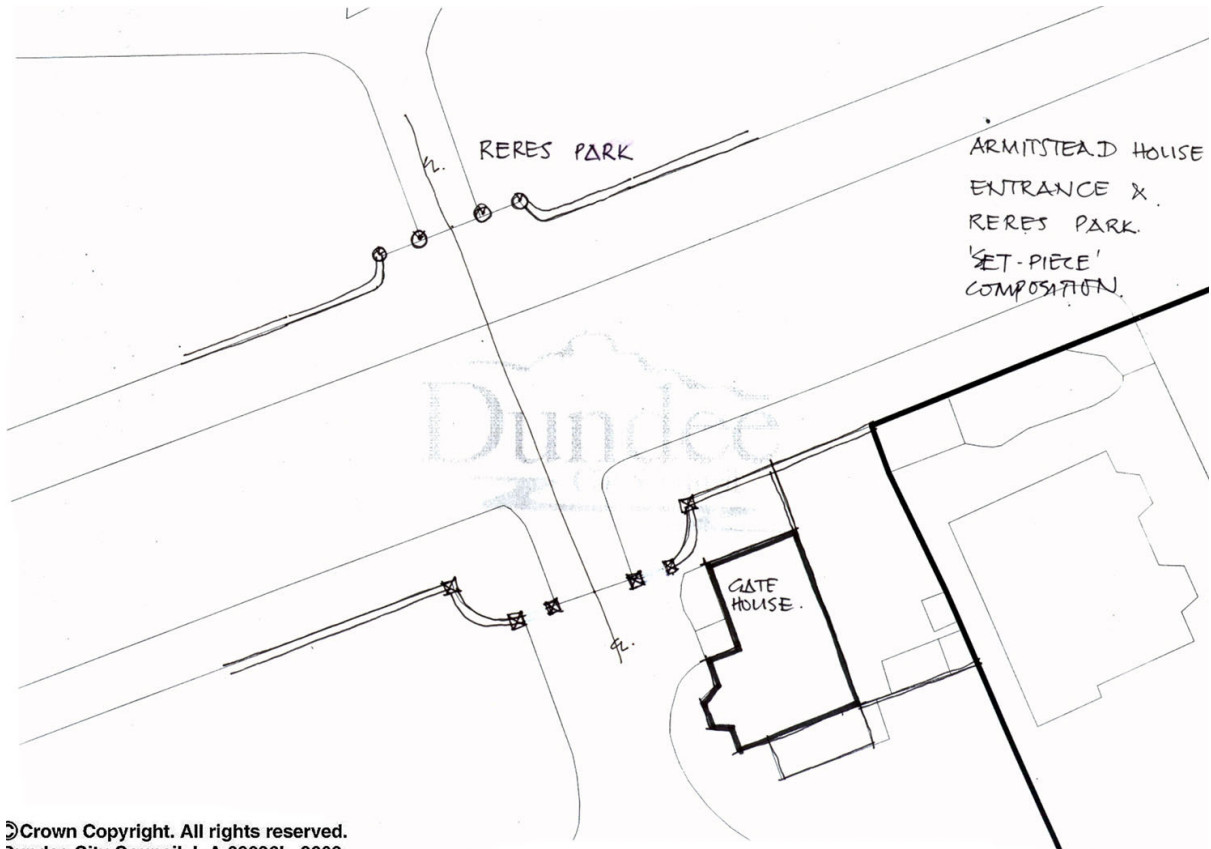 RERES PARK
ARMITSTEAD HOUSE
ENTRANCE &
RERES PARK.
'SET-PIECE'
COMPOSITION.
Dundee
GATE
HOUSE.
©Crown Copyright. All rights reserved.